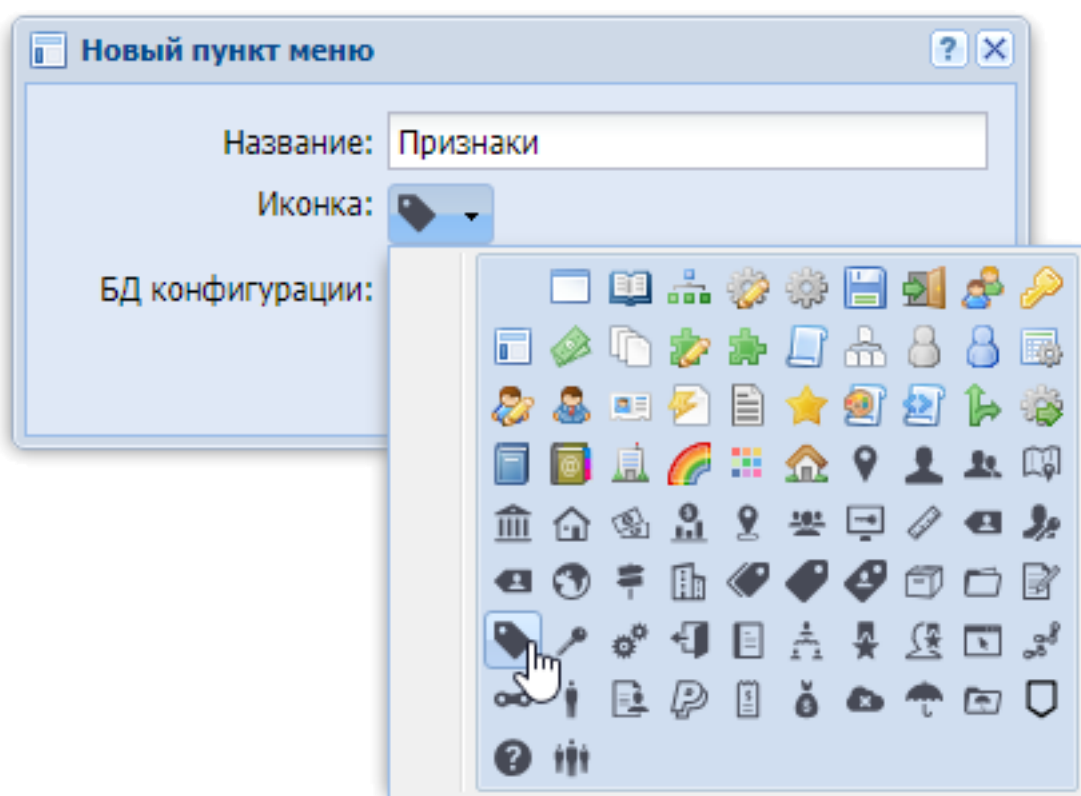 Новый пункт меню
Название: Признаки
Иконка:
БД конфигурации: